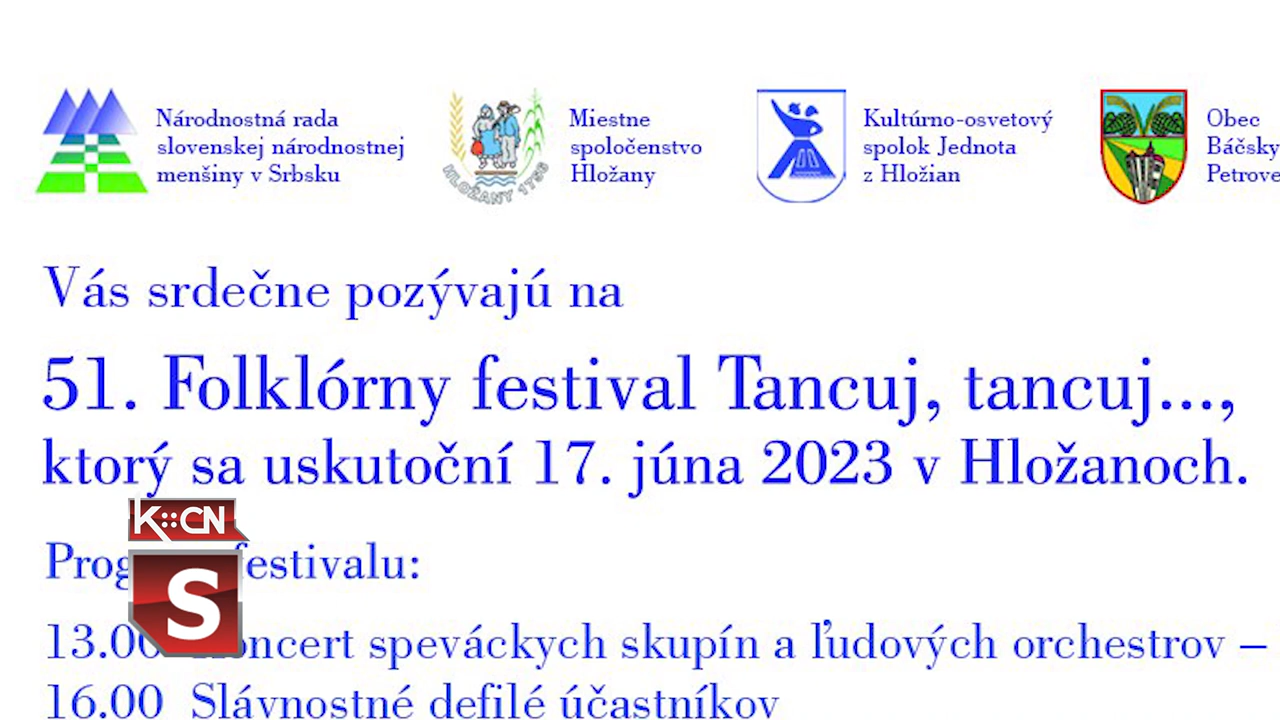 Národnostná rada
slovenskej národnostnej
menšiny v Srbsku
HLOŽANY 1756
Miestne
spoločenstvo
Hložany
Kultúrno-osvetový
spolok Jednota
z Hložian
Obec
Báčsky
Petrove
Vás srdečne pozývajú na
51. Folklórny festival Tancuj, tancuj...,
ktorý sa uskutoční 17. júna 2023 v Hložanoch.
K::CN
S
festivalu:
13.00 Koncert speváckych skupín a ľudových orchestrov –
16.00 Slávnostné defilé účastníkov